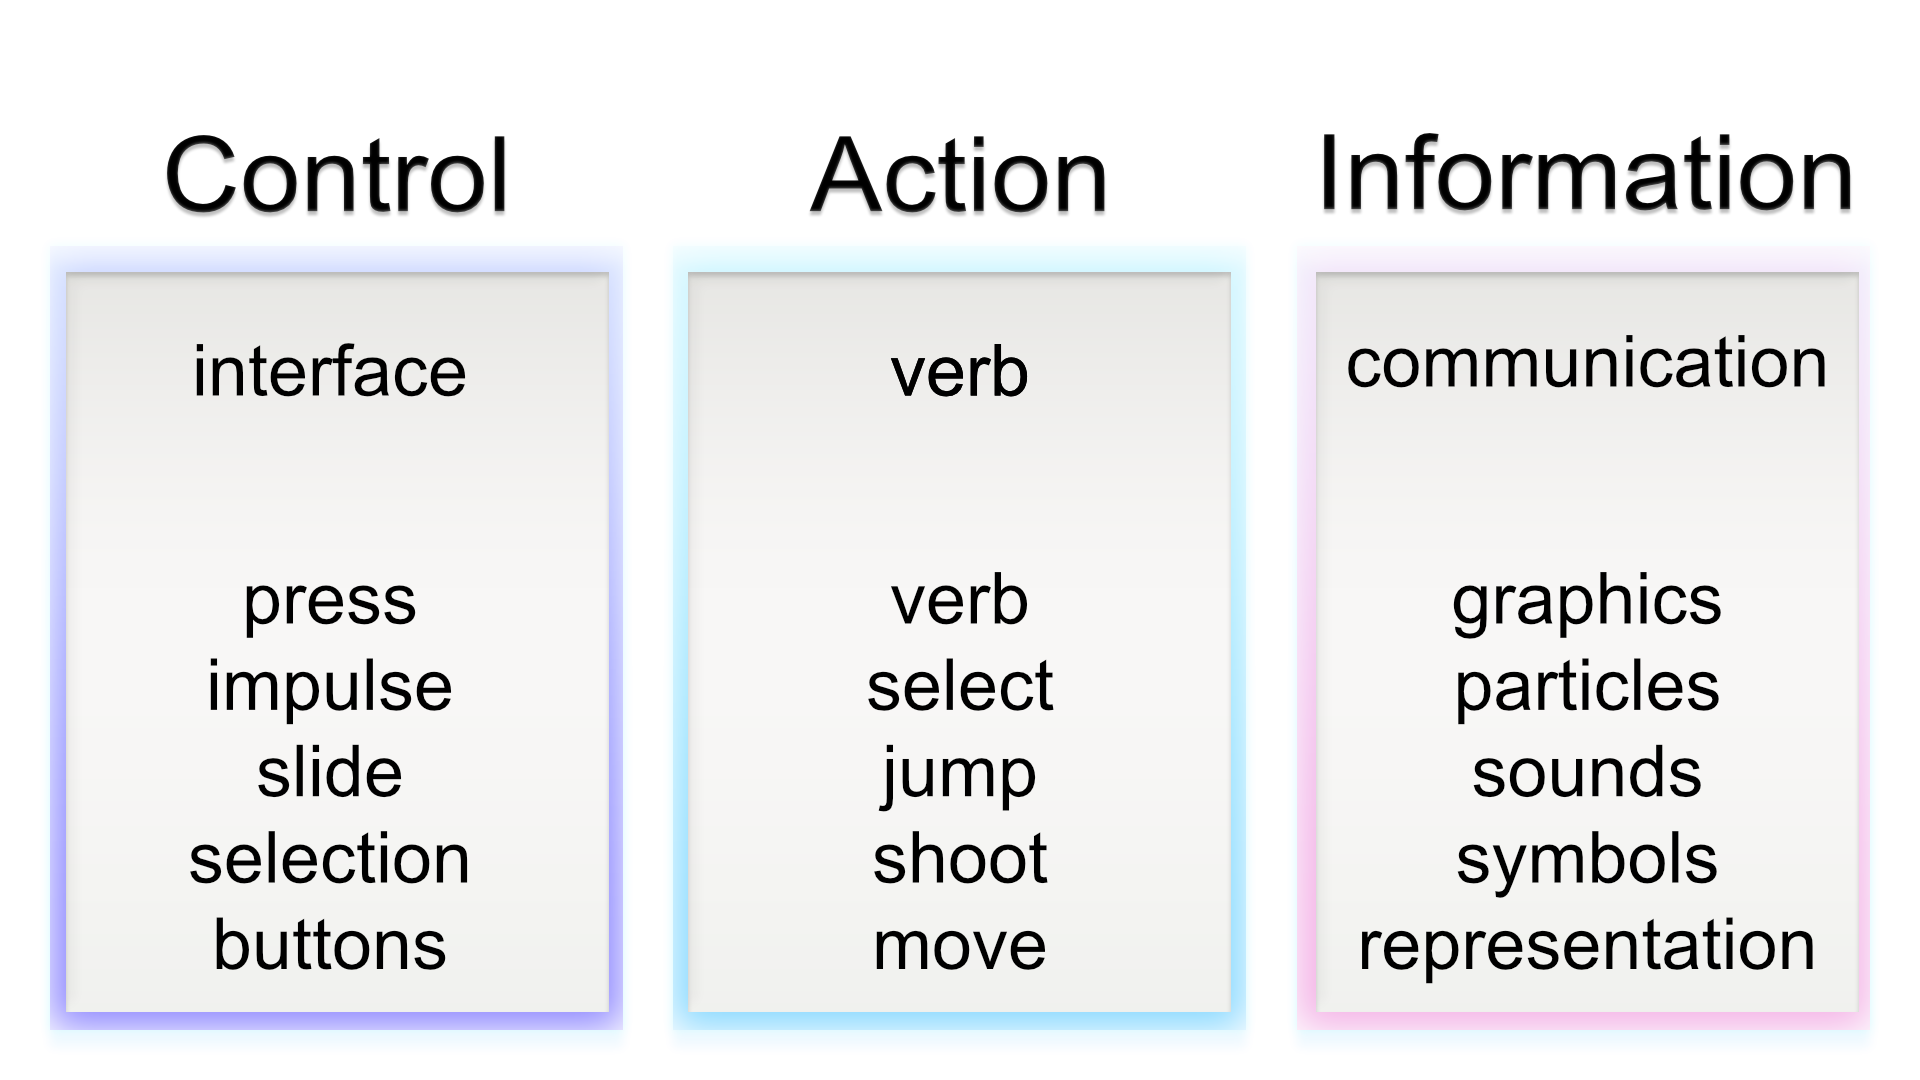 Control
interface
press
impulse
slide
selection
buttons
Action
verb
verb
select
jump
shoot
move
Information
communication
graphics
particles
sounds
symbols
representation